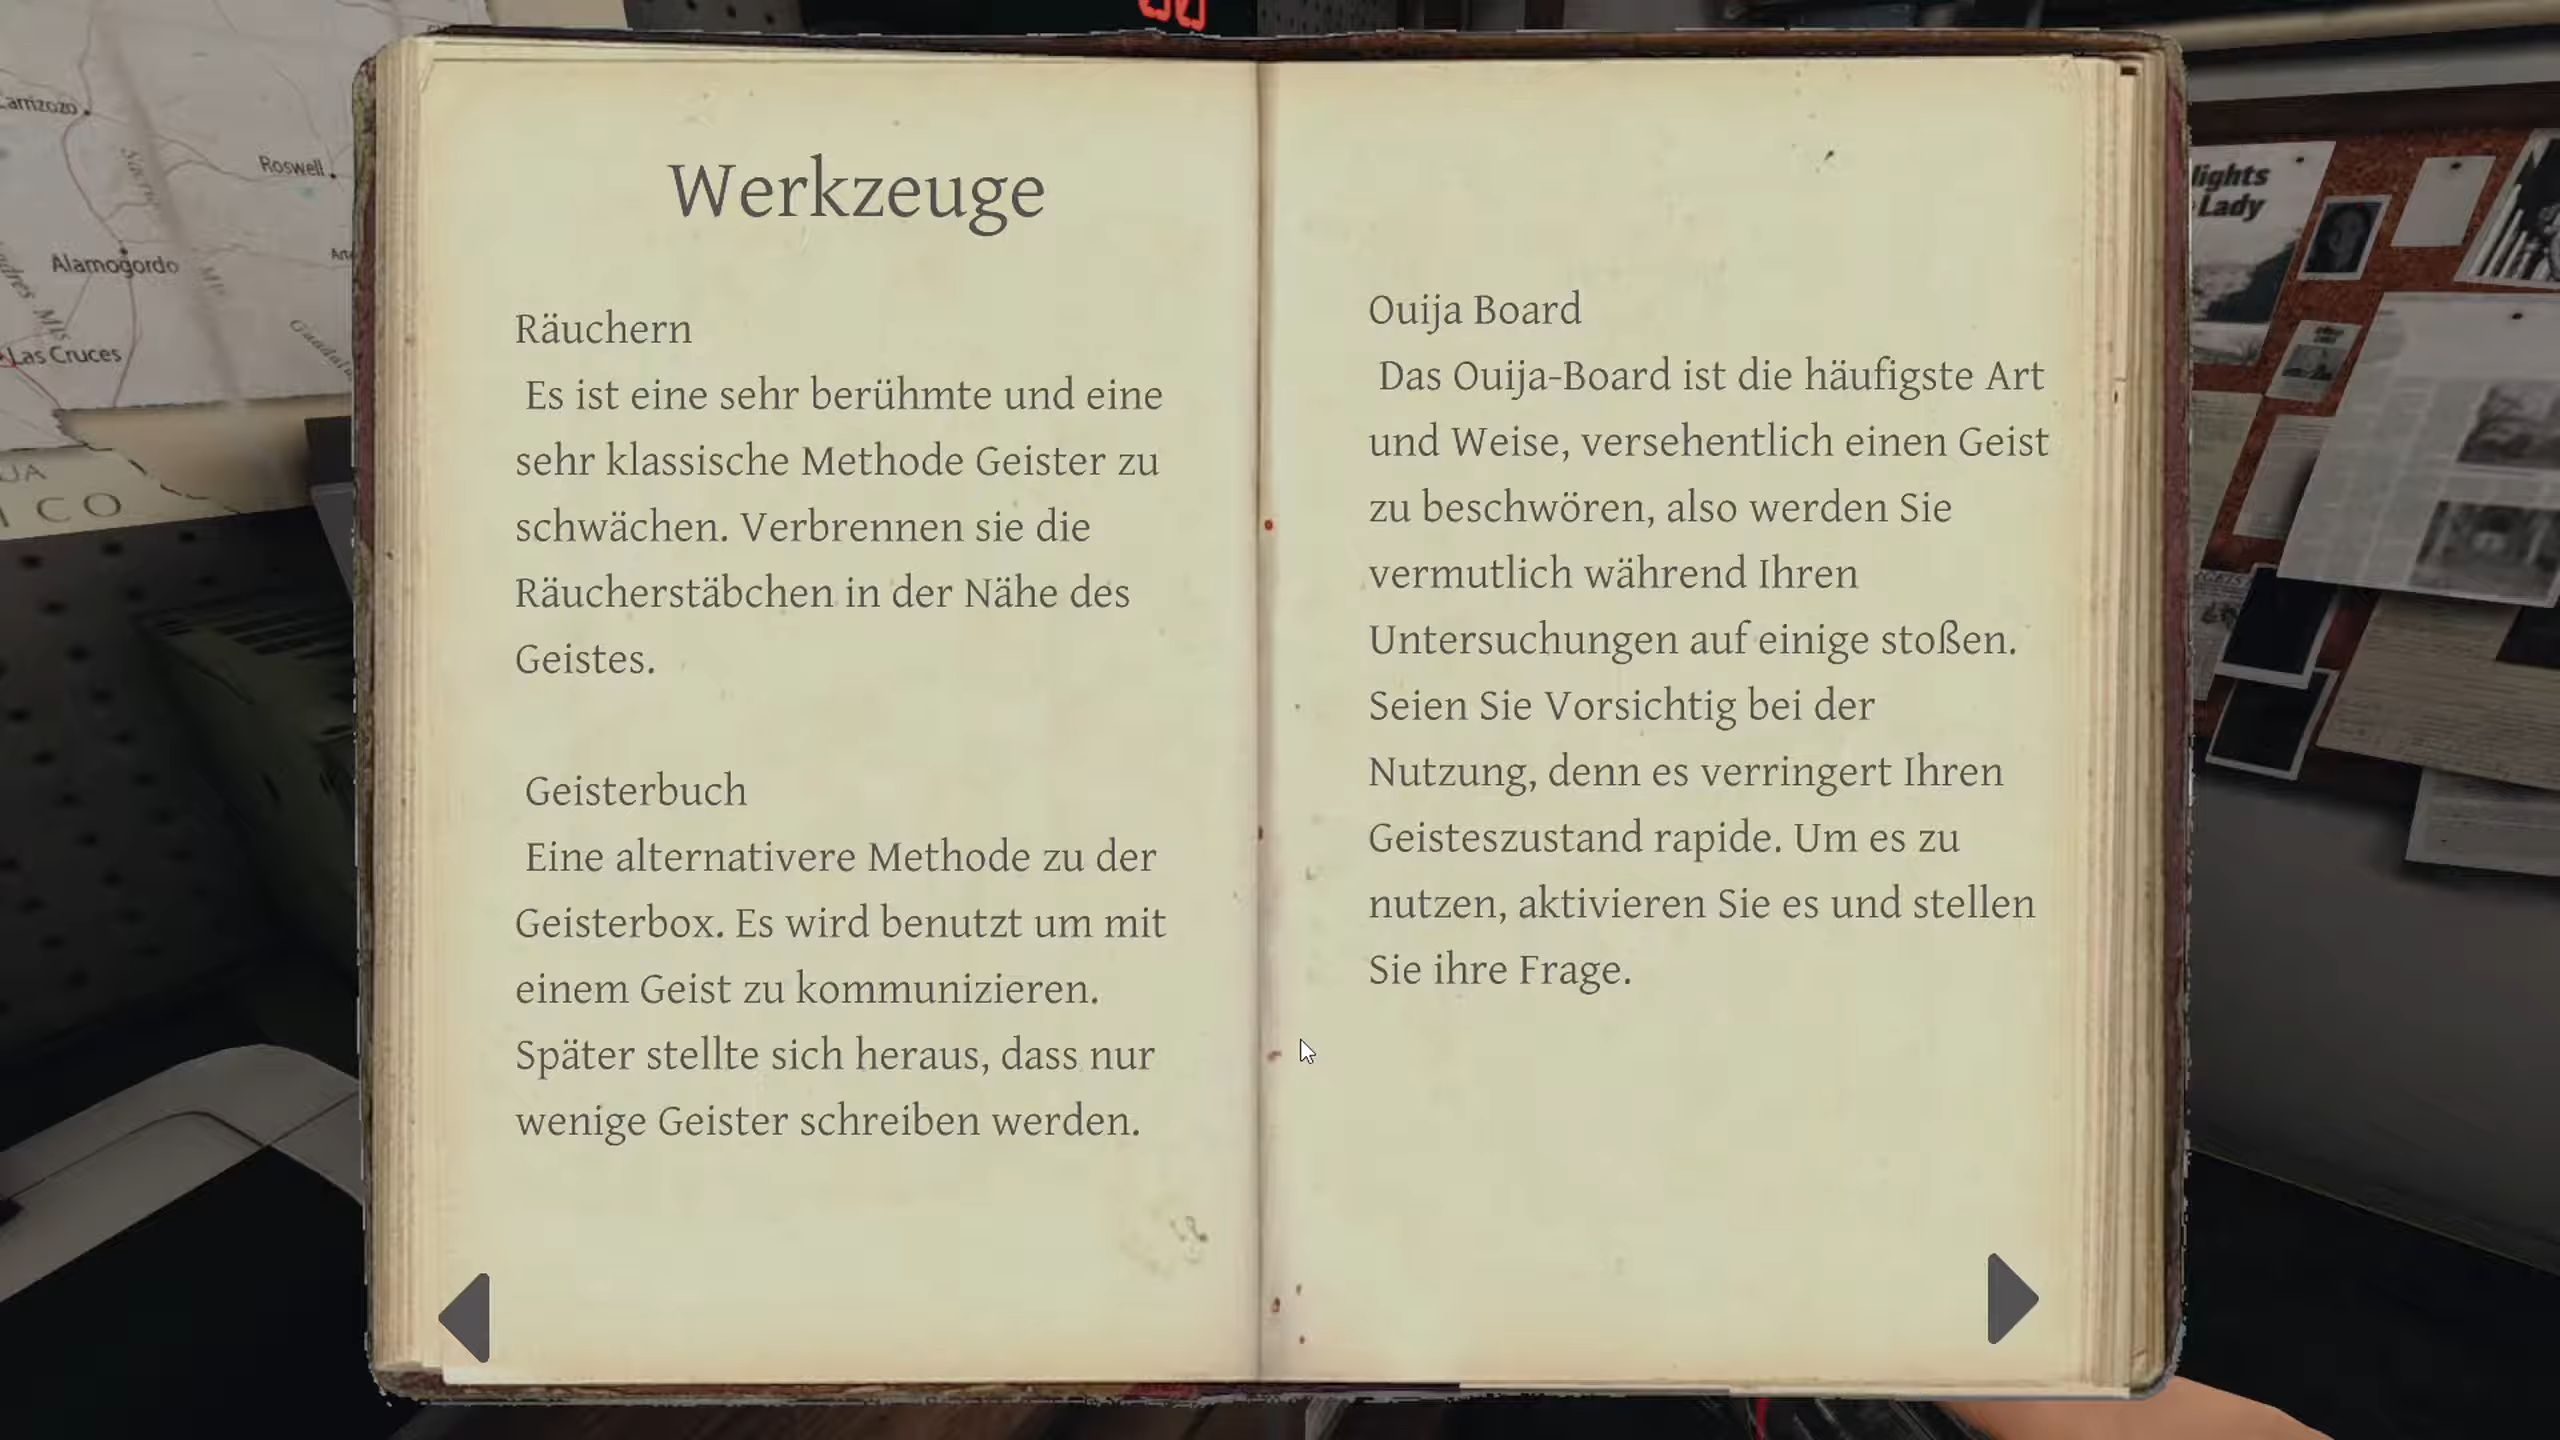 Carrizozo
Roswell
Alamogordo
Las Cruces
ICO
lights
Lady
Werkzeuge
Räuchern
Es ist eine sehr berühmte und eine
sehr klassische Methode Geister zu
schwächen. Verbrennen sie die
Räucherstäbchen in der Nähe des
Geistes.
Geisterbuch
Eine alternativere Methode zu der
Geisterbox. Es wird benutzt um mit
einem Geist zu kommunizieren.
Später stellte sich heraus, dass nur
wenige Geister schreiben werden.
Ouija Board
Das Ouija-Board ist die häufigste Art
und Weise, versehentlich einen Geist
zu beschwören, also werden Sie
vermutlich während Ihren
Untersuchungen auf einige stoßen.
Seien Sie Vorsichtig bei der
Nutzung, denn es verringert Ihren
Geisteszustand rapide. Um es zu
nutzen, aktivieren Sie es und stellen
Sie ihre Frage.